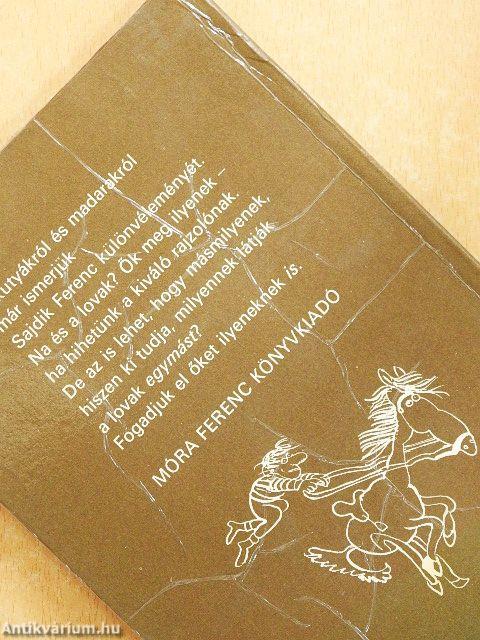 Kutyákról és madarakról
már ismerjük
Sajdik Ferenc különvéleményét.
Na és a lovak? Ők meg ilyenek –
ha hihetünk a kiváló rajzolónak.
De az is lehet, hogy másmilyenek,
hiszen ki tudja, milyennek látják
a lovak egymást?
Fogadjuk el őket ilyeneknek is.
MÓRA FERENC KÖNYVKIADÓ
Antikvárium.hu